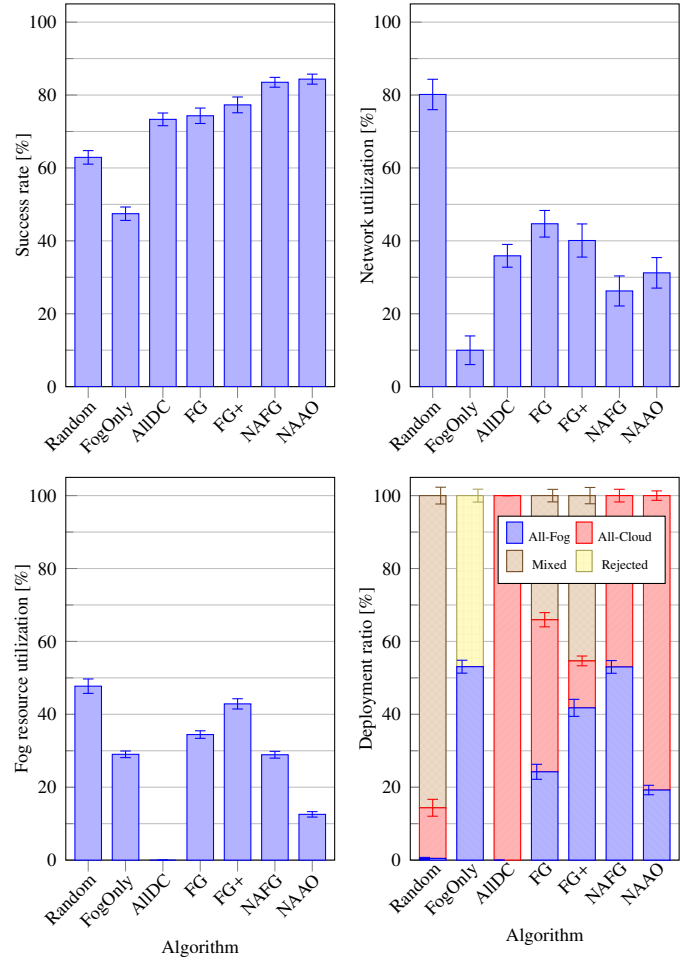 Success rate [%]
100
80
60
40
20
0
Random
FogOnly
AllDC
FG
FG+
NAFG
NAAO
Network utilization [%]
100
80
60
40
20
0
Random
FogOnly
AllDC
FG
FG+
NAFG
NAAO
Fog resource utilization [%]
100
80
60
40
20
0
Random
FogOnly
AllDC
FG
FG+
NAFG
NAAO
Algorithm
Deployment ratio [%]
100
80
60
40
20
0
All-Fog All-Cloud
Mixed Rejected
Random
FogOnly
AllDC
FG
FG+
NAFG
NAAO
Algorithm